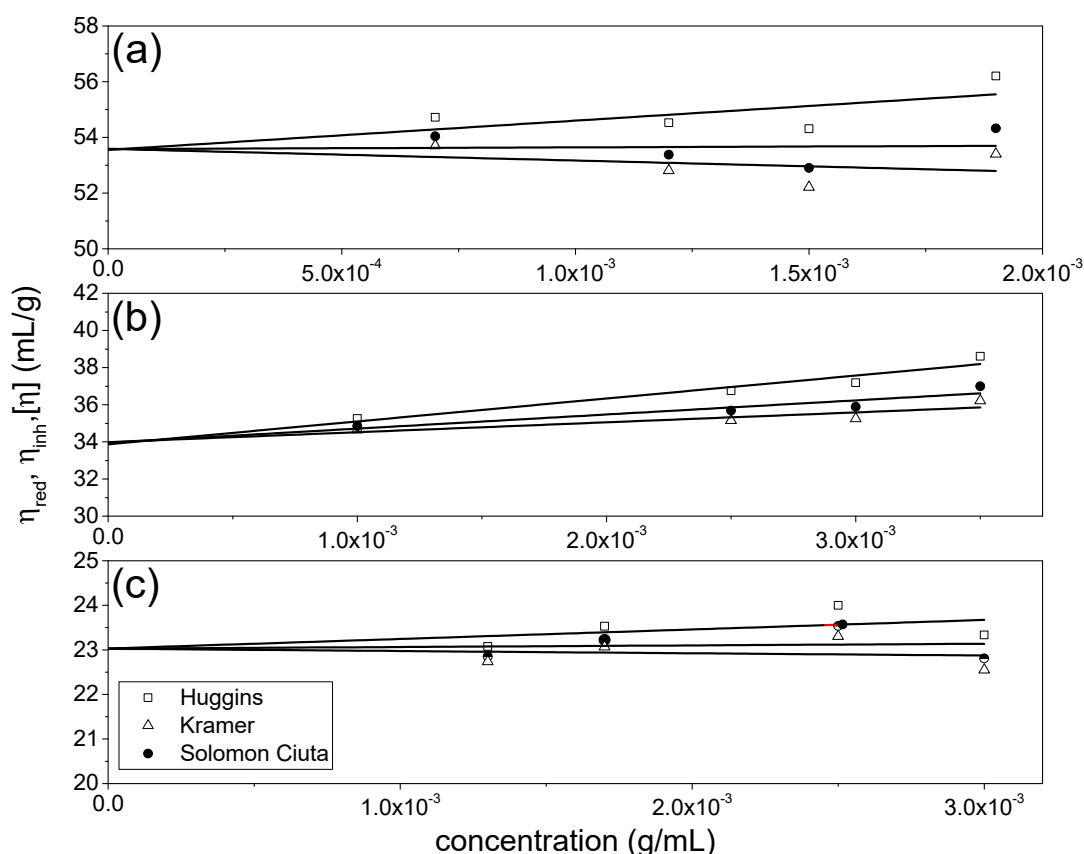 (a)
58
56
54
52
50
0.0 5.0x10⁻⁴ 1.0x10⁻³ 1.5x10⁻³ 2.0x10⁻³
(b)
42
40
38
36
34
32
30
0.0 1.0x10⁻³ 2.0x10⁻³ 3.0x10⁻³
(c)
25
24
23
22
21
20
0.0 1.0x10⁻³ 2.0x10⁻³ 3.0x10⁻³
Huggins
Kramer
Solomon Ciuta
ηred, ηinh,[η] (mL/g)
concentration (g/mL)